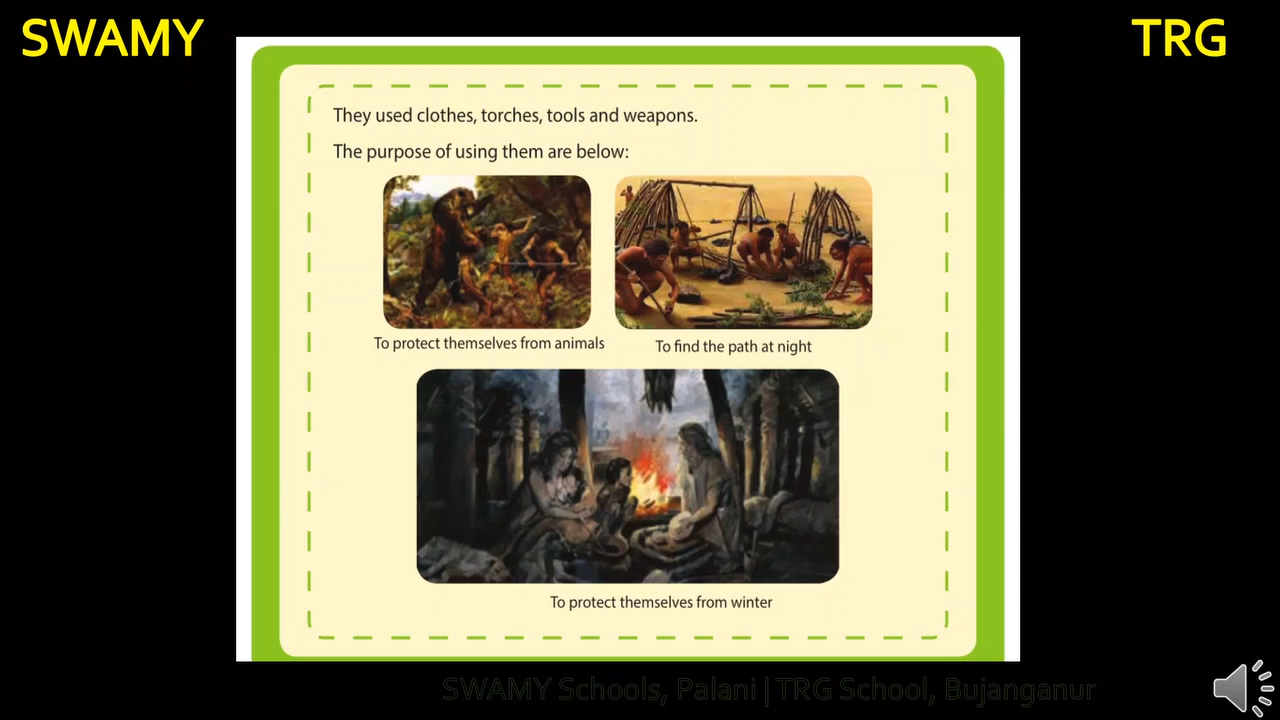 SWAMY
TRG
They used clothes, torches, tools and weapons.
The purpose of using them are below:
To protect themselves from animals
To find the path at night
To protect themselves from winter
SWAMY Schools, Palani | TRG School, Bujanganur